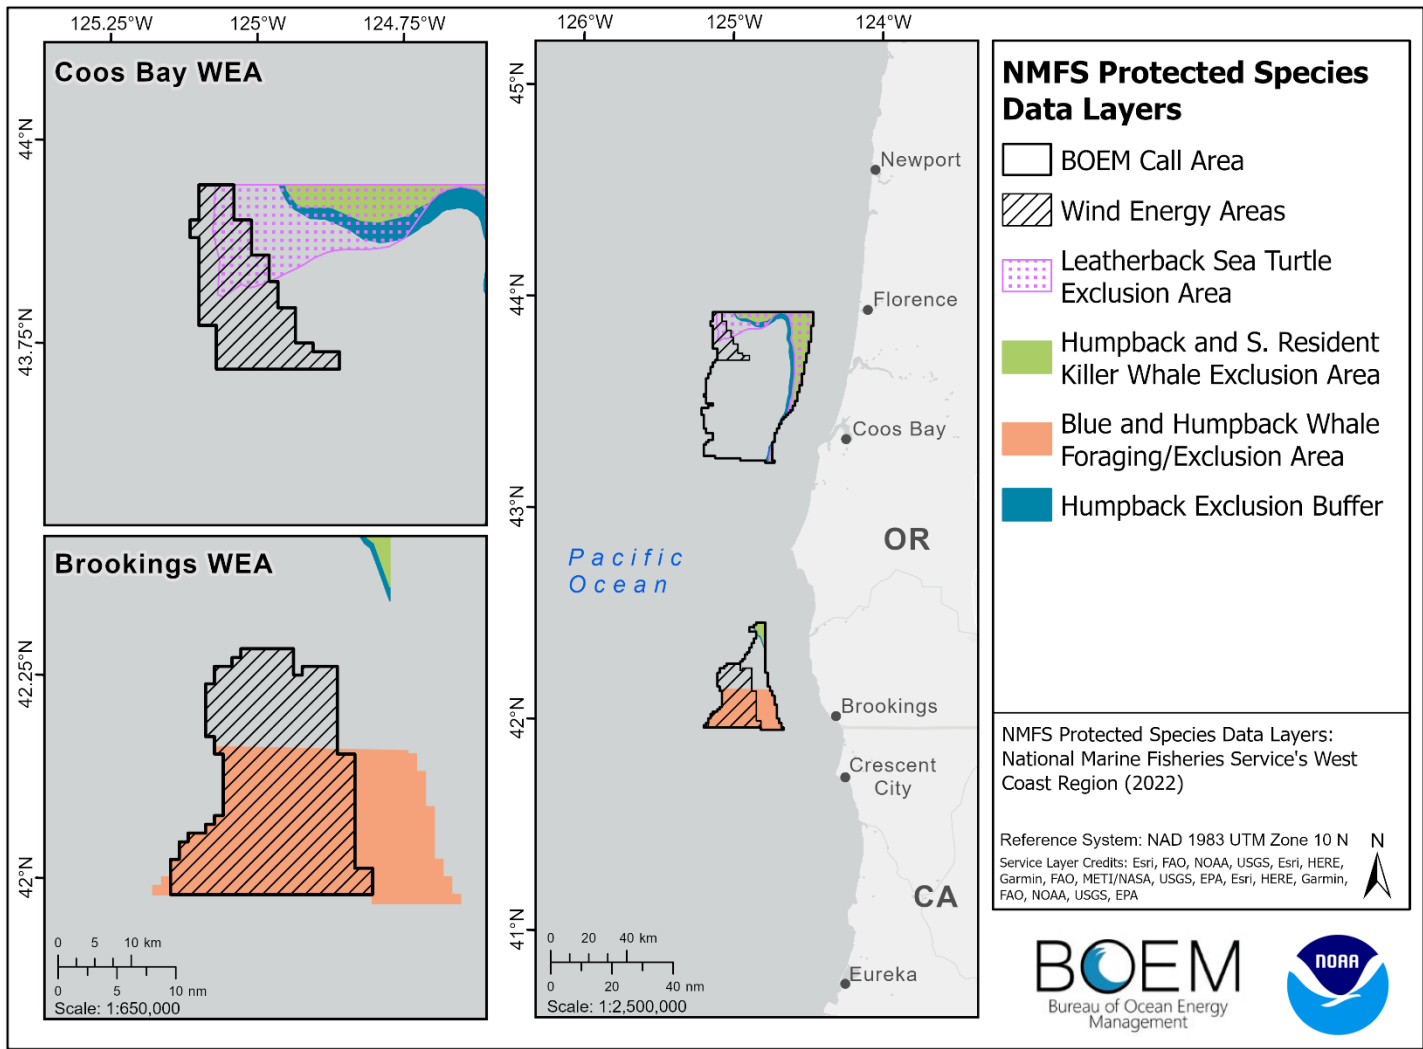 125.25°W 125°W 124.75°W
126°W 125°W 124°W
Coos Bay WEA
44°N
43.75°N
Brookings WEA
42.25°N
42°N
0 5 10 km
0 5 10 nm
Scale: 1:650,000
45°N
44°N
43°N
42°N
41°N
Newport
Florence
Coos Bay
OR
Pacific
Ocean
Brookings
Crescent
City
CA
Eureka
0 20 40 km
0 20 40 nm
Scale: 1:2,500,000
NMFS Protected Species
Data Layers
BOEM Call Area
Wind Energy Areas
Leatherback Sea Turtle
Exclusion Area
Humpback and S. Resident
Killer Whale Exclusion Area
Blue and Humpback Whale
Foraging/Exclusion Area
Humpback Exclusion Buffer
NMFS Protected Species Data Layers:
National Marine Fisheries Service's West
Coast Region (2022)
Reference System: NAD 1983 UTM Zone 10 N
N
Service Layer Credits: Esri, FAO, NOAA, USGS, Esri, HERE,
Garmin, FAO, METI/NASA, USGS, EPA, Esri, HERE, Garmin,
FAO, NOAA, USGS, EPA
BOEM
Bureau of Ocean Energy
Management
NOAA